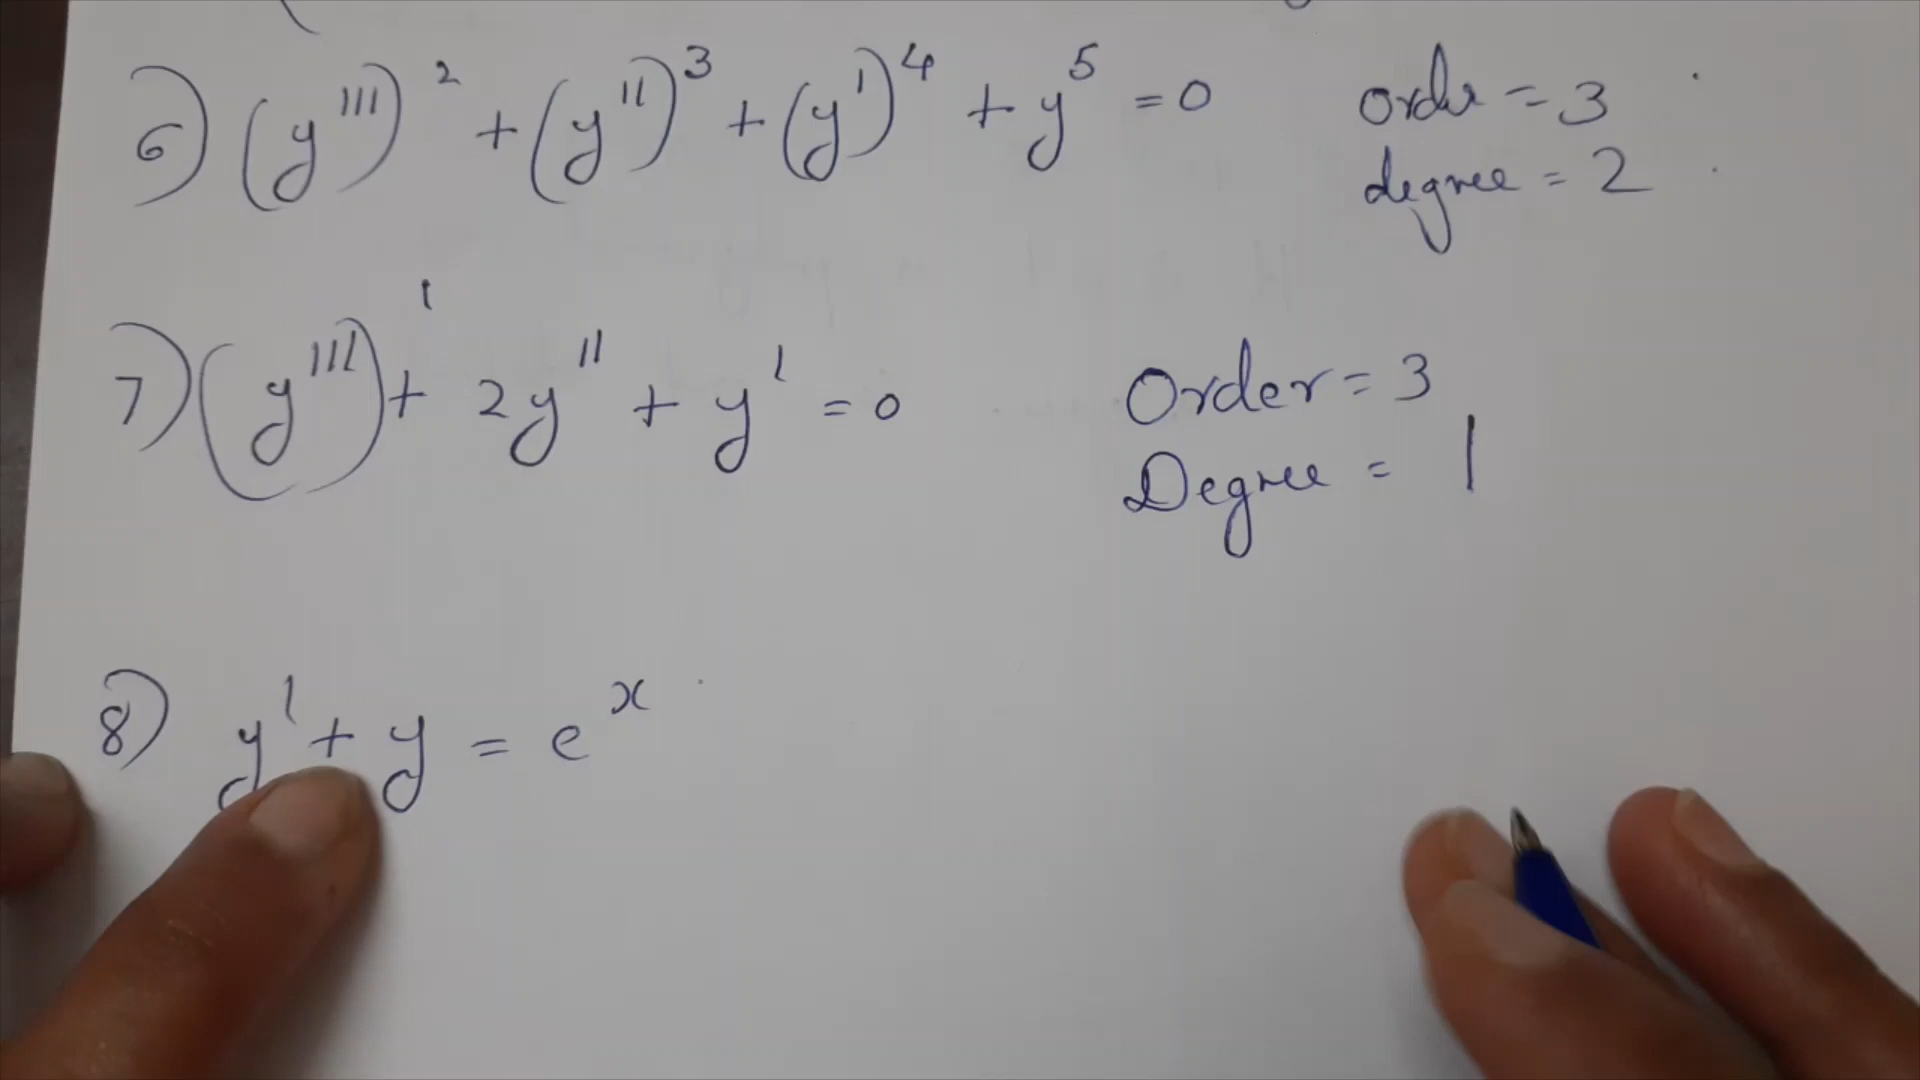 6) (y''')² + (y'')³ + (y')⁴ + y⁵ = 0
order = 3
degree = 2
7) (y''')¹ + 2y'' + y' = 0
Order = 3
Degree = 1
8) y' + y = eˣ